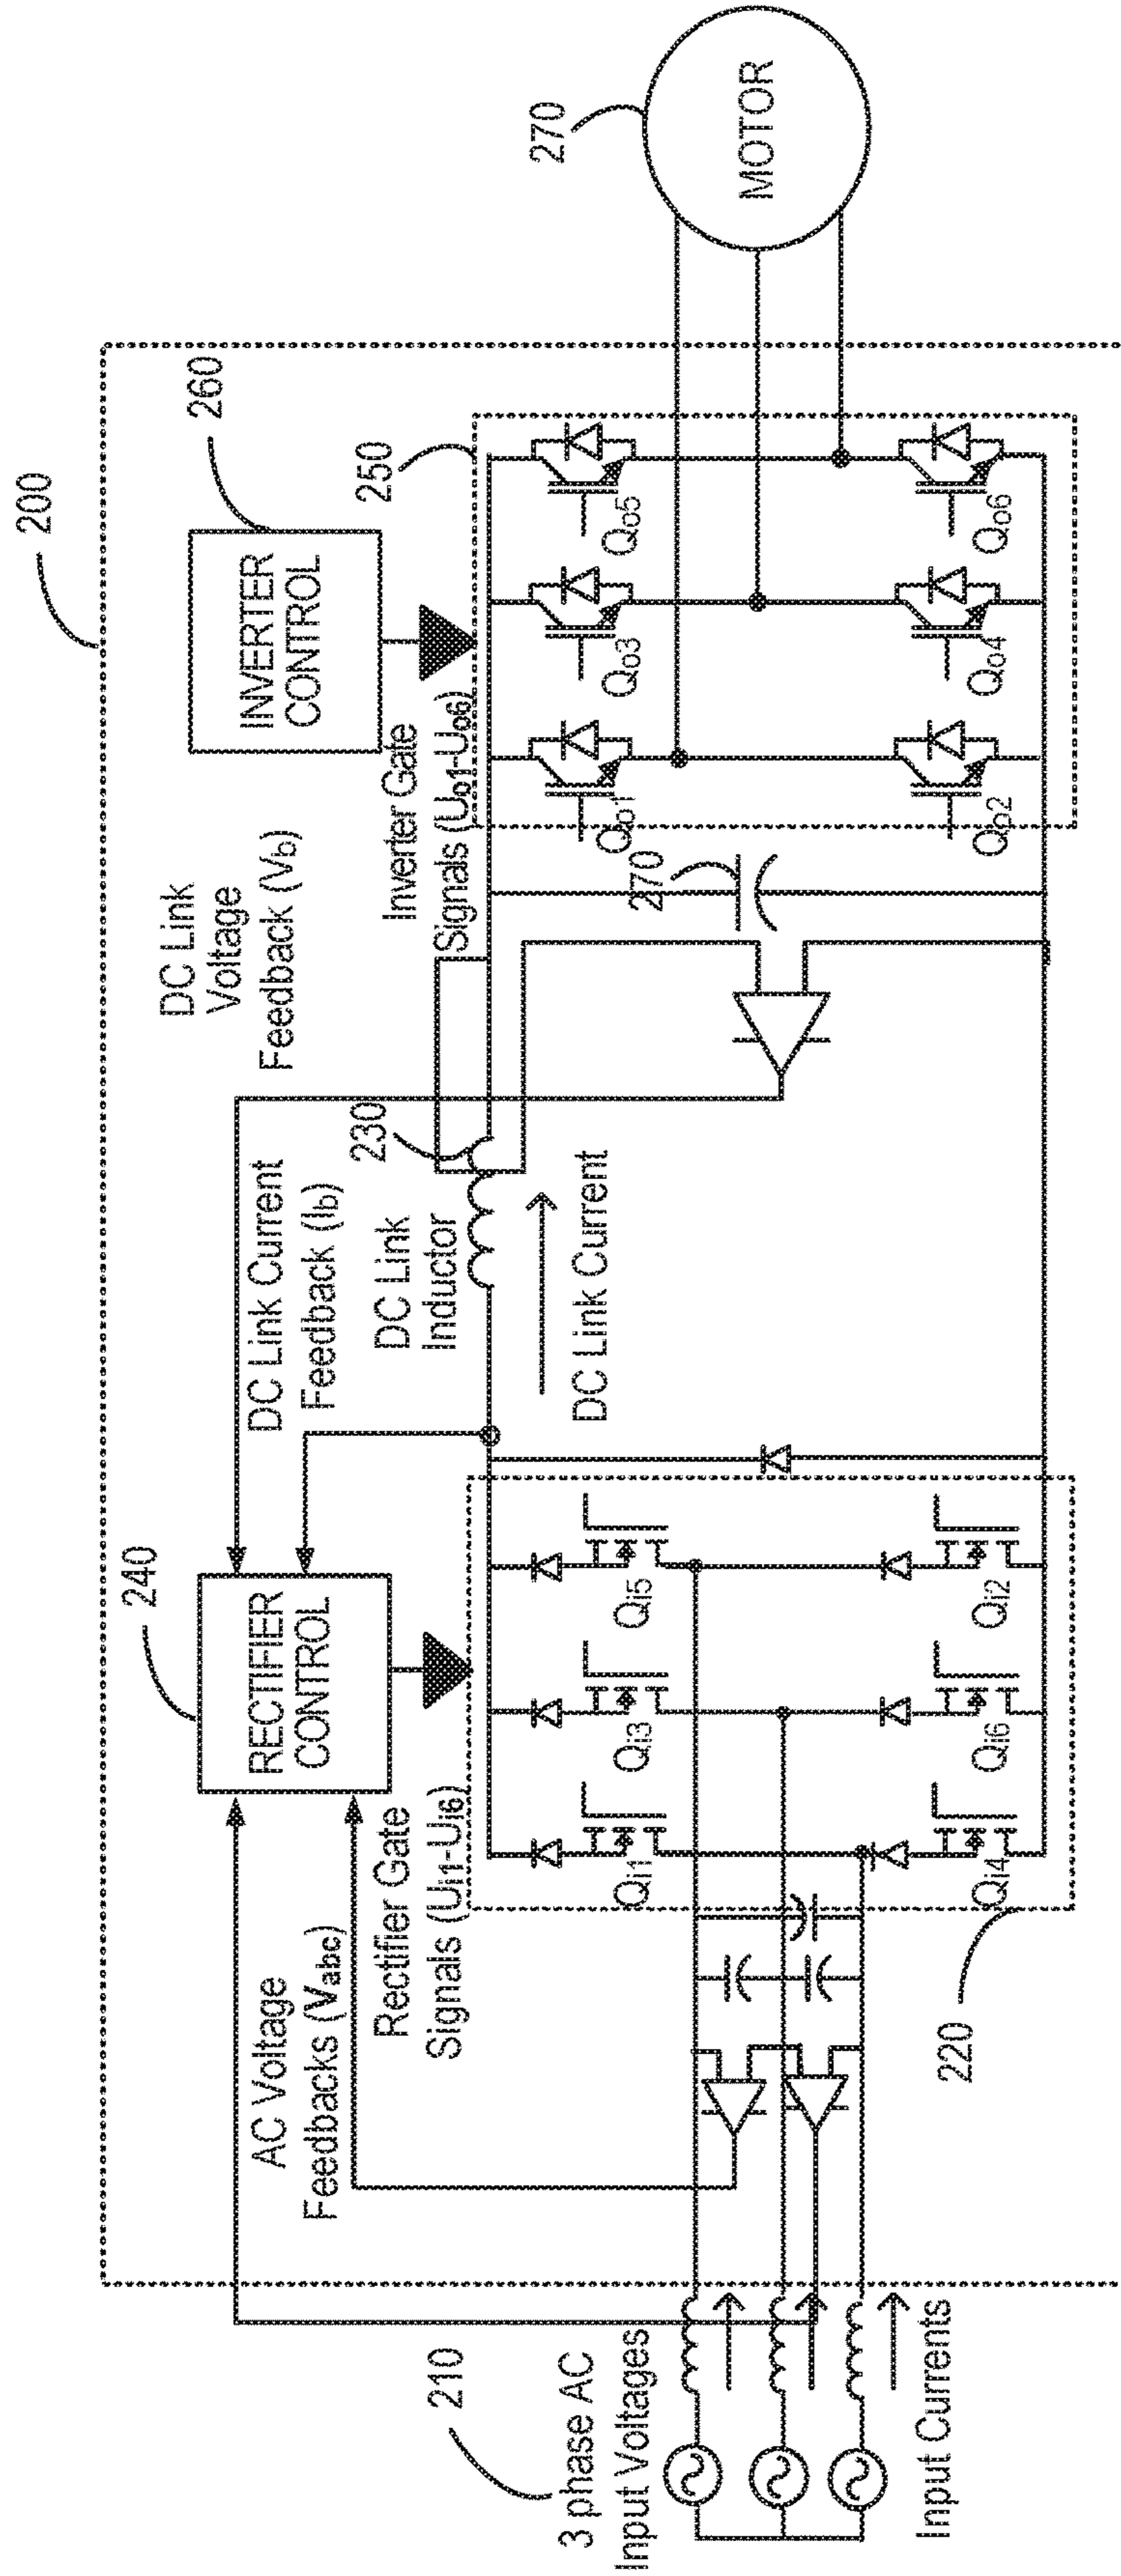 200
240
RECTIFIER
CONTROL
260
INVERTER
CONTROL
DC Link
Voltage
Feedback (Vb)
DC Link Current
Feedback (Ib)
AC Voltage
Feedbacks (Vabc)
Rectifier Gate
Signals (Ui1-Ui6)
Inverter Gate
Signals (Uo1-Uo6)
250
230
DC Link
Inductor
DC Link Current
210
3 phase AC
Input Voltages
Input Currents
220
Qi1
Qi3
Qi5
Qi4
Qi6
Qi2
270
Qo1
Qo3
Qo5
Qo2
Qo4
Qo6
270
MOTOR